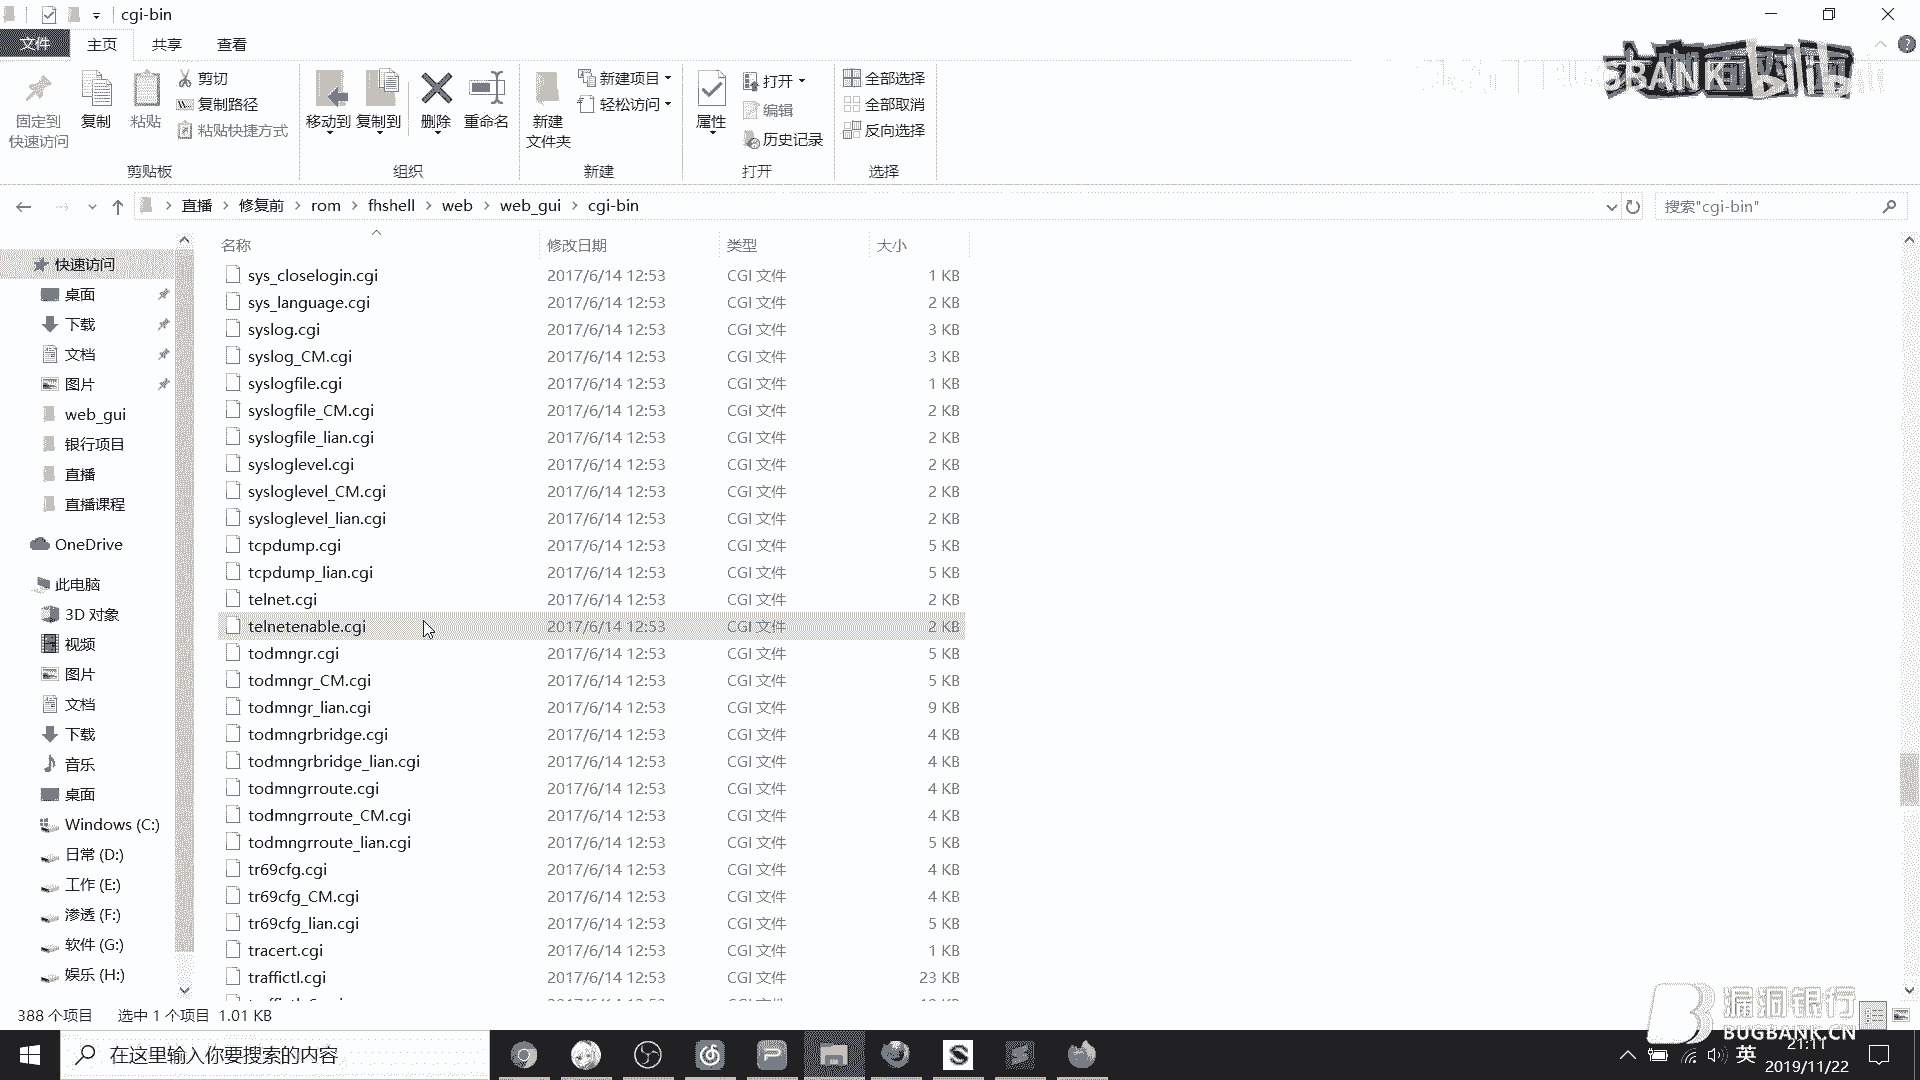 cgi-bin
文件 主页 共享 查看
固定到快速访问 复制 粘贴 剪切 复制路径 粘贴快捷方式
移动到 复制到 删除 重命名
新建文件夹 新建项目 轻松访问
属性 打开 编辑 历史记录
全部选择 全部取消 反向选择
剪贴板 组织 新建 打开 选择
直播 修复前 rom fhshell web web_gui cgi-bin 搜索"cgi-bin"
名称 修改日期 类型 大小
快速访问
桌面
下载
文档
图片
web_gui
银行项目
直播
直播课程
OneDrive
此电脑
3D 对象
视频
图片
文档
下载
音乐
桌面
Windows (C:)
日常 (D:)
工作 (E:)
渗透 (F:)
软件 (G:)
娱乐 (H:)
sys_closelogin.cgi 2017/6/14 12:53 CGI 文件 1 KB
sys_language.cgi 2017/6/14 12:53 CGI 文件 2 KB
syslog.cgi 2017/6/14 12:53 CGI 文件 3 KB
syslog_CM.cgi 2017/6/14 12:53 CGI 文件 3 KB
syslogfile.cgi 2017/6/14 12:53 CGI 文件 1 KB
syslogfile_CM.cgi 2017/6/14 12:53 CGI 文件 2 KB
syslogfile_lian.cgi 2017/6/14 12:53 CGI 文件 2 KB
sysloglevel.cgi 2017/6/14 12:53 CGI 文件 2 KB
sysloglevel_CM.cgi 2017/6/14 12:53 CGI 文件 2 KB
sysloglevel_lian.cgi 2017/6/14 12:53 CGI 文件 2 KB
tcpdump.cgi 2017/6/14 12:53 CGI 文件 5 KB
tcpdump_lian.cgi 2017/6/14 12:53 CGI 文件 5 KB
telnet.cgi 2017/6/14 12:53 CGI 文件 2 KB
telnetenable.cgi 2017/6/14 12:53 CGI 文件 2 KB
todmngr.cgi 2017/6/14 12:53 CGI 文件 5 KB
todmngr_CM.cgi 2017/6/14 12:53 CGI 文件 5 KB
todmngr_lian.cgi 2017/6/14 12:53 CGI 文件 9 KB
todmngrbridge.cgi 2017/6/14 12:53 CGI 文件 4 KB
todmngrbridge_lian.cgi 2017/6/14 12:53 CGI 文件 4 KB
todmngrroute.cgi 2017/6/14 12:53 CGI 文件 4 KB
todmngrroute_CM.cgi 2017/6/14 12:53 CGI 文件 4 KB
todmngrroute_lian.cgi 2017/6/14 12:53 CGI 文件 5 KB
tr69cfg.cgi 2017/6/14 12:53 CGI 文件 4 KB
tr69cfg_CM.cgi 2017/6/14 12:53 CGI 文件 4 KB
tr69cfg_lian.cgi 2017/6/14 12:53 CGI 文件 5 KB
tracert.cgi 2017/6/14 12:53 CGI 文件 1 KB
traffictl.cgi 2017/6/14 12:53 CGI 文件 23 KB
388 个项目 选中 1 个项目 1.01 KB
漏洞银行
BUGBANK.CN
在这里输入你要搜索的内容
英
21:11
2019/11/22